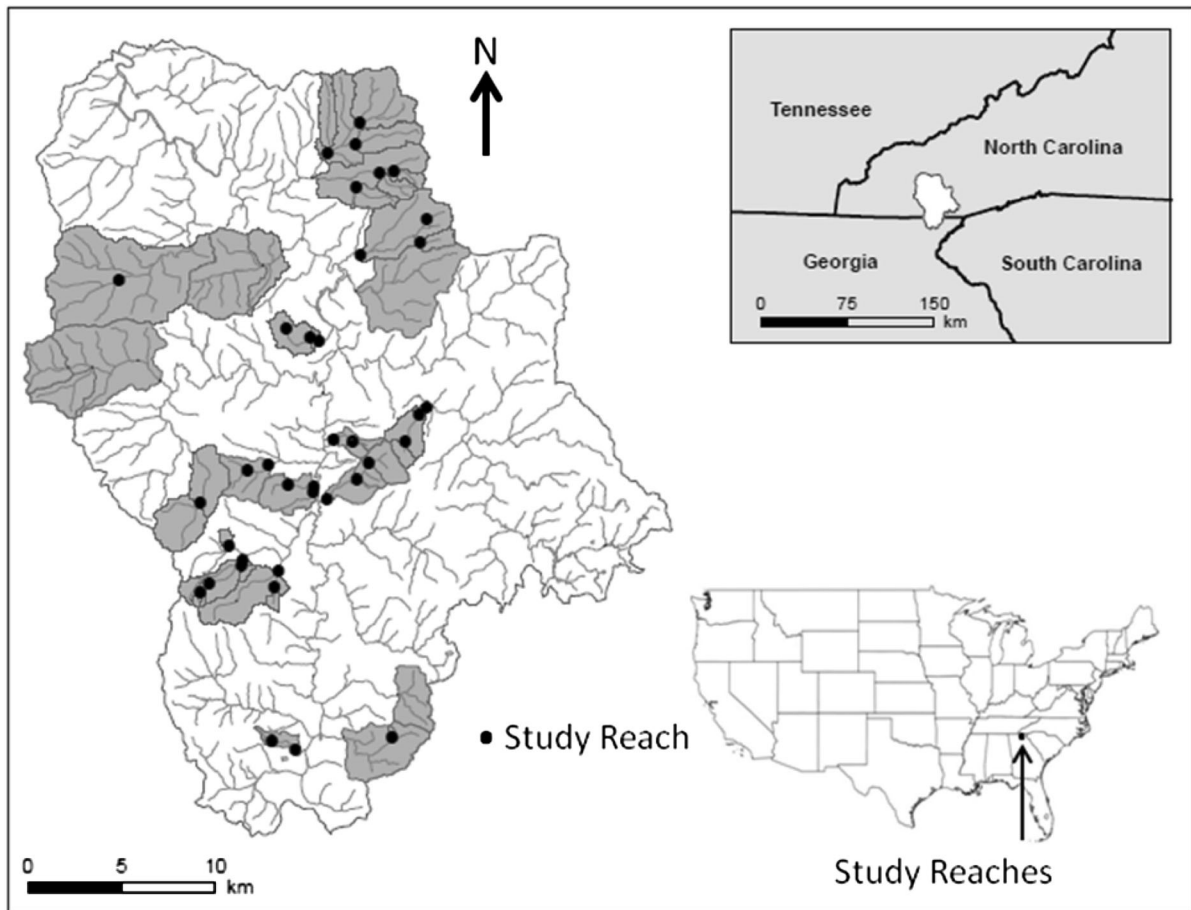 N
Tennessee
North Carolina
Georgia
South Carolina
0 75 150
km
Study Reach
0 5 10
km
Study Reaches